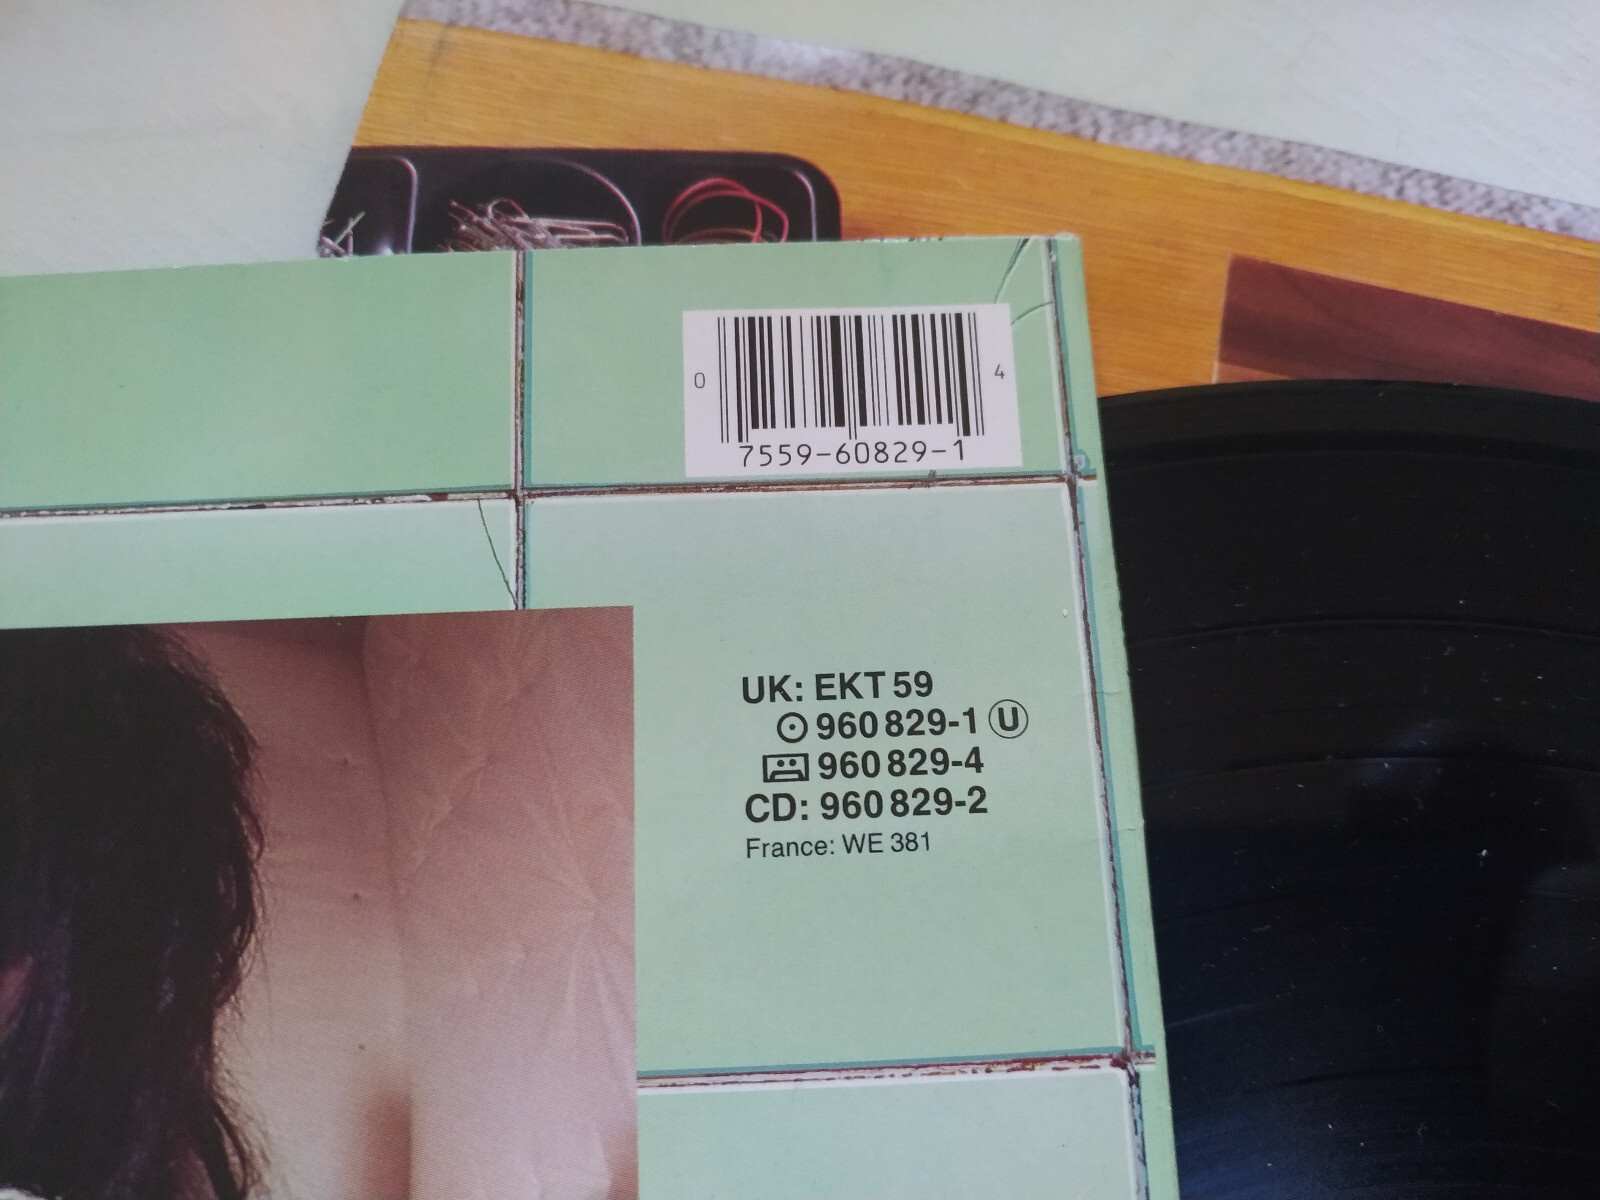 0 4
7559-60829-1
UK: EKT 59
960 829-1 U
960 829-4
CD: 960 829-2
France: WE 381